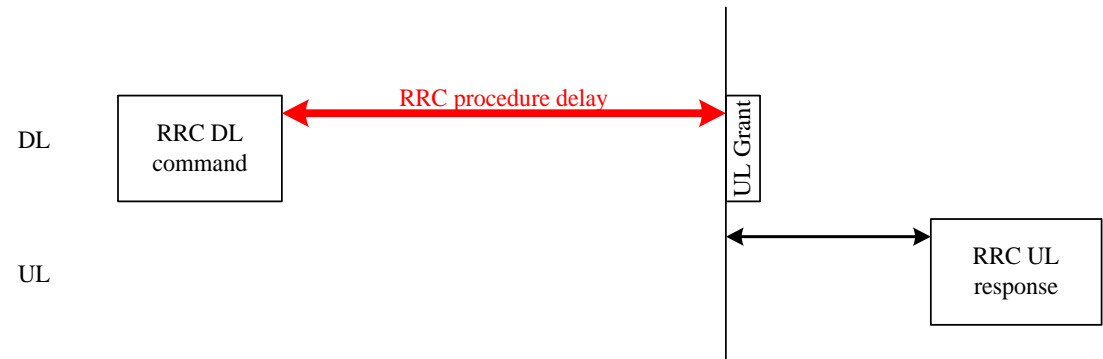 RRC procedure delay
DL
RRC DL
command
UL Grant
UL
RRC UL
response